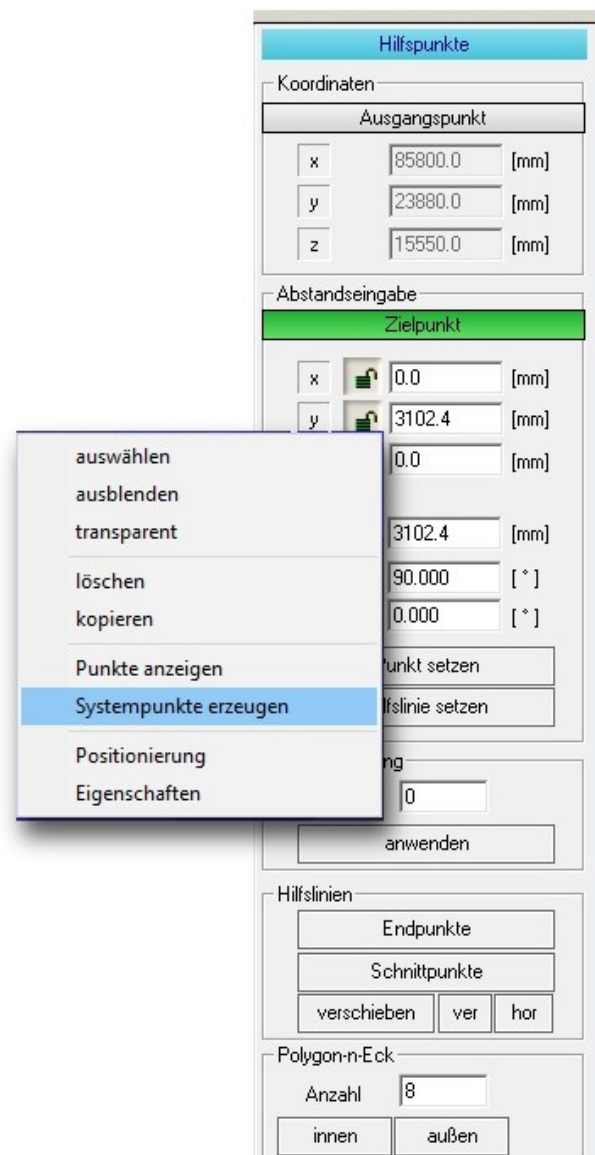 Hilfspunkte
Koordinaten
Ausgangspunkt
x 85800.0 [mm]
y 23880.0 [mm]
z 15550.0 [mm]
Abstandseingabe
Zielpunkt
x 0.0 [mm]
y 3102.4 [mm]
0.0 [mm]
3102.4 [mm]
90.000 [ ° ]
0.000 [ ° ]
auswählen
ausblenden
transparent
löschen
kopieren
Punkte anzeigen
Systempunkte erzeugen
Positionierung
Eigenschaften
unkt setzen
lfslinie setzen
ng
0
anwenden
Hilfslinien
Endpunkte
Schnittpunkte
verschieben ver hor
Polygon-n-Eck
Anzahl 8
innen außen